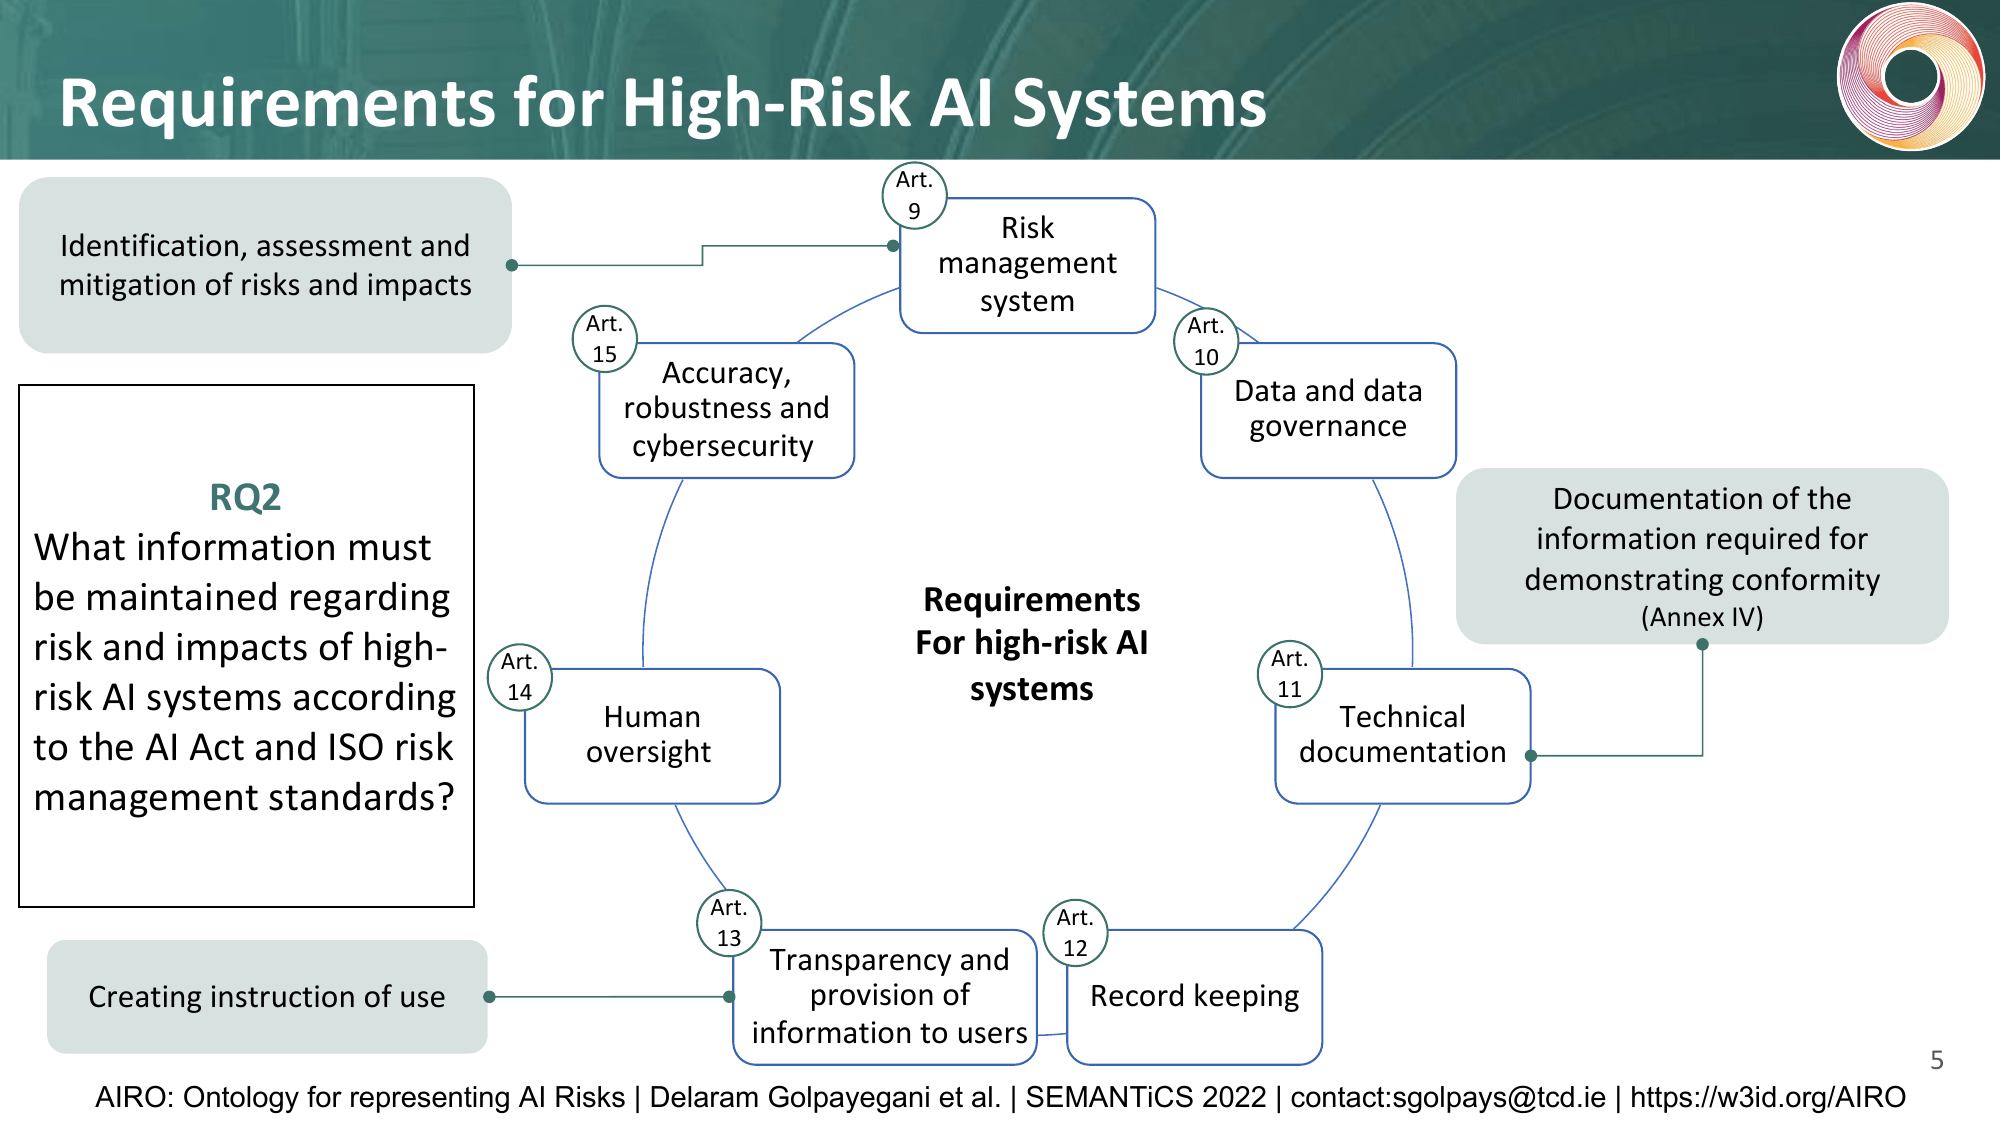 Requirements for High-Risk AI Systems
Identification, assessment and
mitigation of risks and impacts
Art.
9
Risk
management
system
Art.
10
Data and data
governance
Documentation of the
information required for
demonstrating conformity
(Annex IV)
Art.
11
Technical
documentation
Art.
12
Record keeping
Art.
13
Transparency and
provision of
information to users
Creating instruction of use
Art.
14
Human
oversight
Art.
15
Accuracy,
robustness and
cybersecurity
Requirements
For high-risk AI
systems
RQ2
What information must
be maintained regarding
risk and impacts of high-
risk AI systems according
to the AI Act and ISO risk
management standards?
5
AIRO: Ontology for representing AI Risks | Delaram Golpayegani et al. | SEMANTiCS 2022 | contact:sgolpays@tcd.ie | https://w3id.org/AIRO